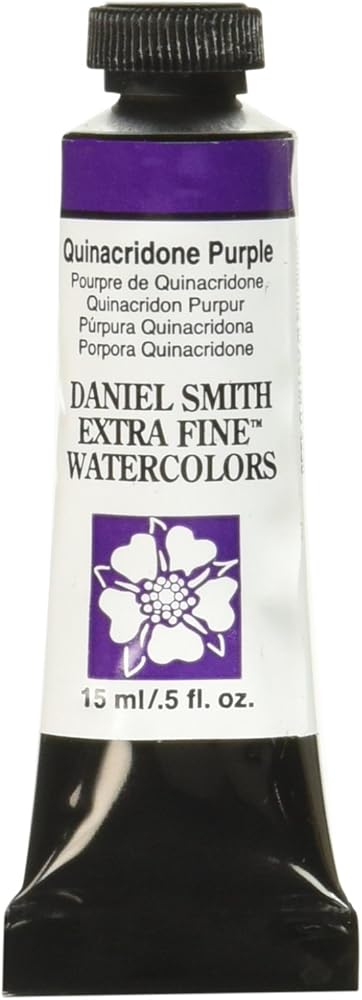 Quinacridone Purple
Pourpre de Quinacridone
Quinacridon Purpur
Púrpura Quinacridona
Porpora Quinacridone
DANIEL SMITH
EXTRA FINE™
WATERCOLORS
15 ml/.5 fl. oz.